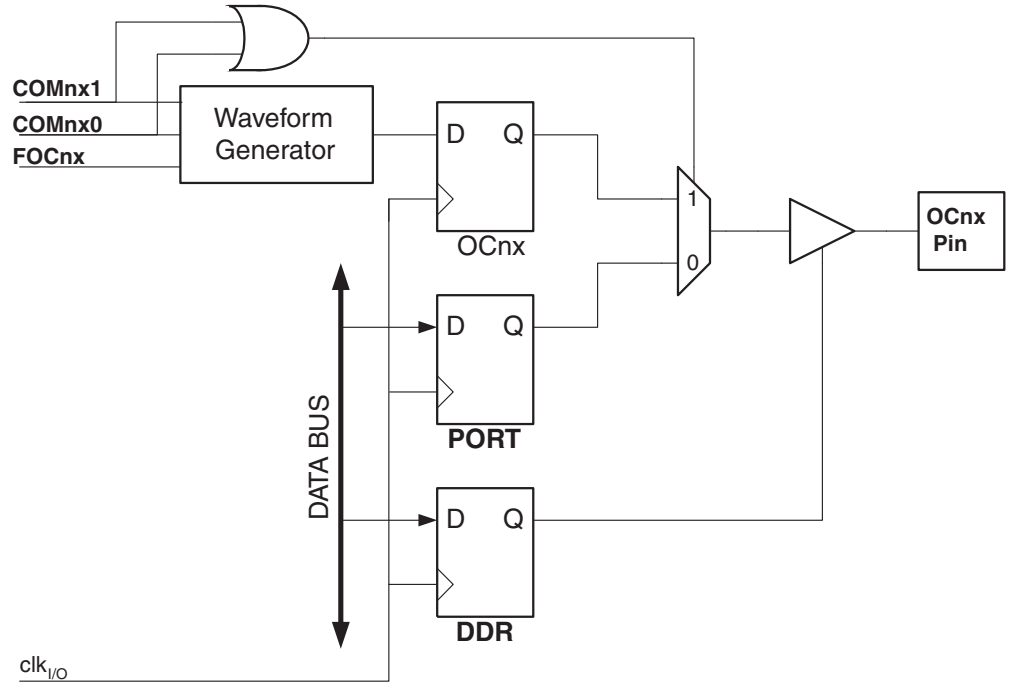 COMnx1
COMnx0
FOCnx
Waveform
Generator
D Q
OCnx
1
0
OCnx
Pin
D Q
PORT
DATA BUS
D Q
DDR
clkI/O